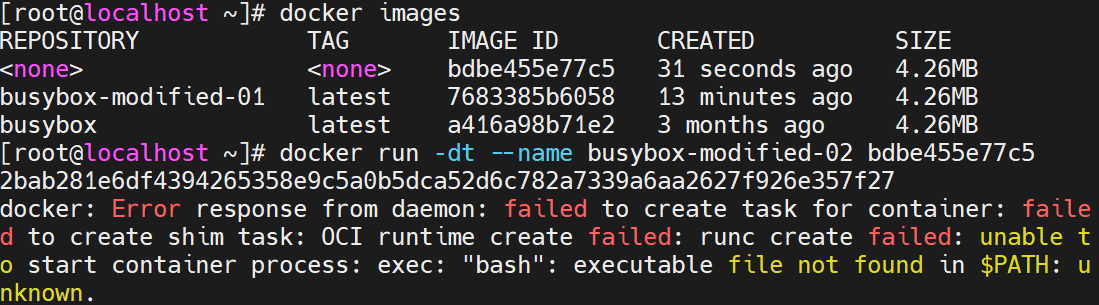 [root@localhost ~]# docker images
REPOSITORY            TAG       IMAGE ID       CREATED          SIZE
<none>                <none>    bdbe455e77c5   31 seconds ago   4.26MB
busybox-modified-01   latest    7683385b6058   13 minutes ago   4.26MB
busybox               latest    a416a98b71e2   3 months ago     4.26MB
[root@localhost ~]# docker run -dt --name busybox-modified-02 bdbe455e77c5
2bab281e6df4394265358e9c5a0b5dca52d6c782a7339a6aa2627f926e357f27
docker: Error response from daemon: failed to create task for container: faile
d to create shim task: OCI runtime create failed: runc create failed: unable t
o start container process: exec: "bash": executable file not found in $PATH: u
nknown.